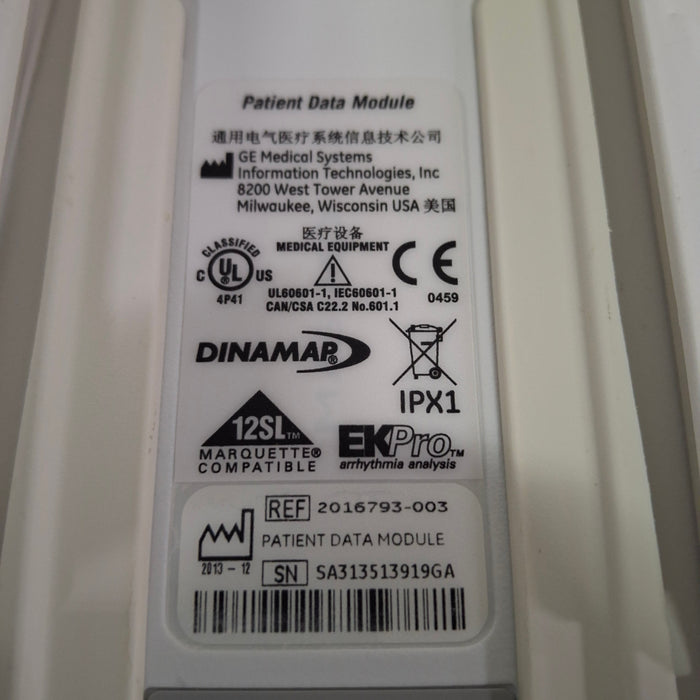 Patient Data Module
通用电气医疗系统信息技术公司
GE Medical Systems
Information Technologies, Inc
8200 West Tower Avenue
Milwaukee, Wisconsin USA 美国
医疗设备
MEDICAL EQUIPMENT
CLASSIFIED
C UL US
4P41
UL60601-1, IEC60601-1
CAN/CSA C22.2 No.601.1
CE
0459
DINAMAP®
IPX1
12SL™
MARQUETTE®
COMPATIBLE
EKPro™
arrhythmia analysis
REF 2016793-003
PATIENT DATA MODULE
2013-12
SN SA313513919GA